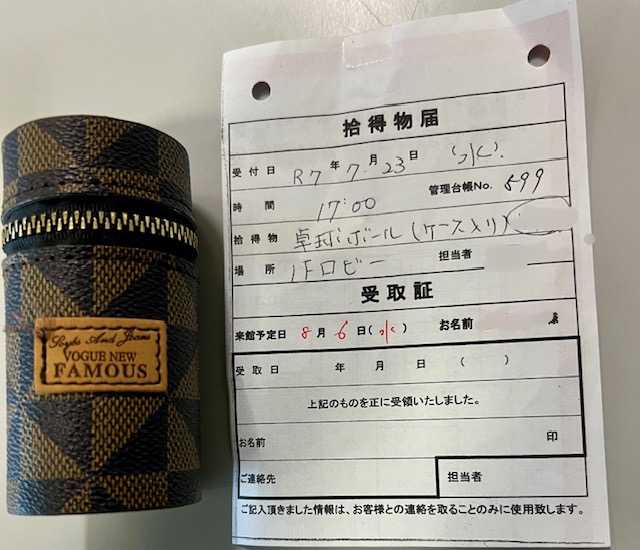 Style And Jeans
VOGUE NEW
FAMOUS
拾得物届
受付日 R7年7月23日(水)
時間 17:00 管理台帳No. 599
拾得物 卓球ボール(ケース入り)
場所 1Fロビー 担当者
受取証
来館予定日 8月6日(水) お名前
受取日 年 月 日 ( )
上記のものを正に受領いたしました。
お名前 印
ご連絡先 担当者
ご記入頂きました情報は、お客様との連絡を取ることのみに使用致します。